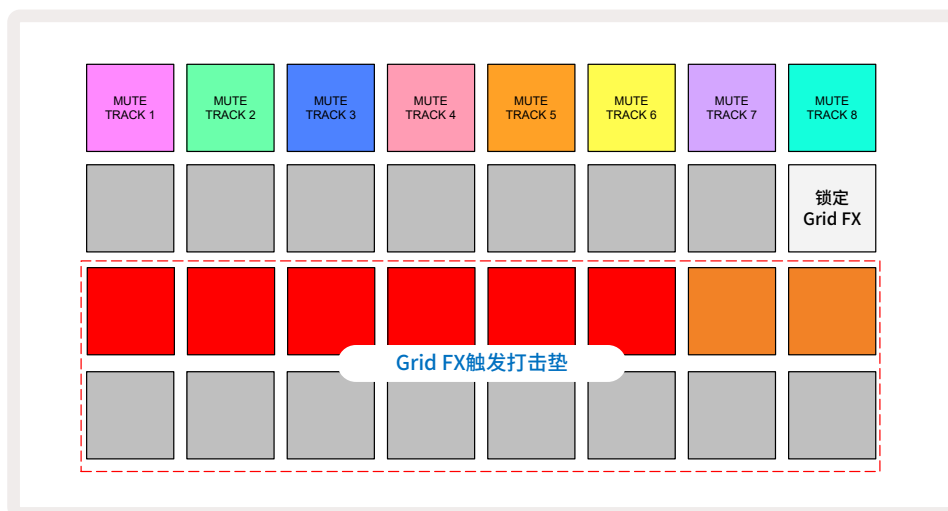 MUTE
TRACK 1
MUTE
TRACK 2
MUTE
TRACK 3
MUTE
TRACK 4
MUTE
TRACK 5
MUTE
TRACK 6
MUTE
TRACK 7
MUTE
TRACK 8
锁定
Grid FX
Grid FX触发打击垫